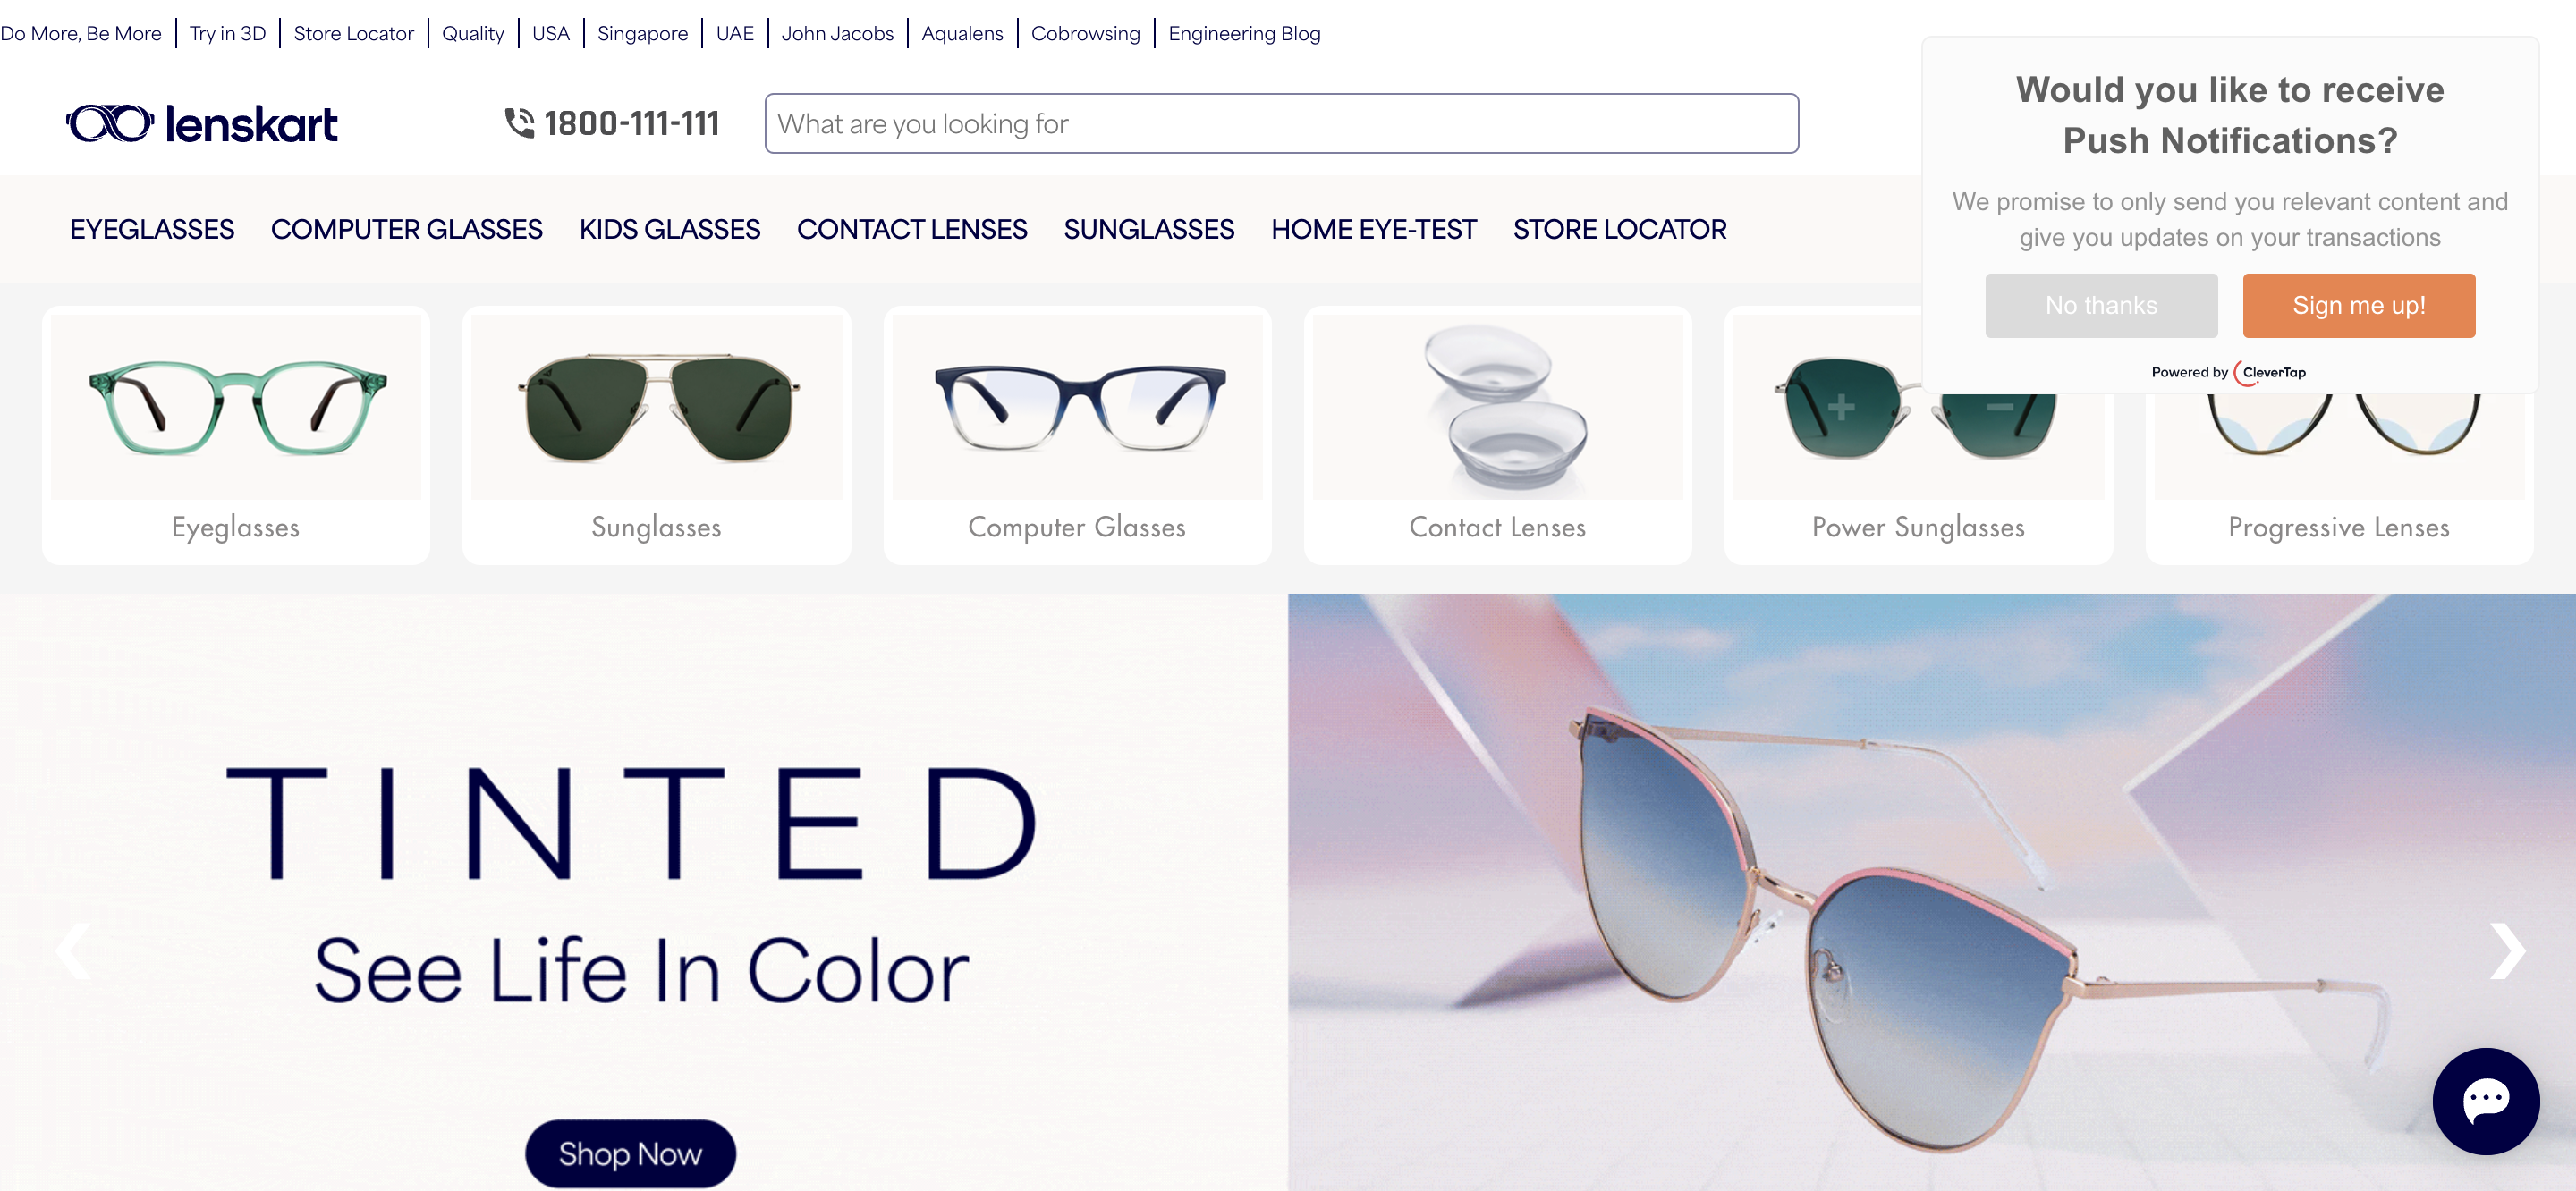 Do More, Be More | Try in 3D | Store Locator | Quality | USA | Singapore | UAE | John Jacobs | Aqualens | Cobrowsing | Engineering Blog
lenskart
1800-111-111
What are you looking for
Would you like to receive
Push Notifications?
We promise to only send you relevant content and
give you updates on your transactions
No thanks
Sign me up!
Powered by CleverTap
EYEGLASSES COMPUTER GLASSES KIDS GLASSES CONTACT LENSES SUNGLASSES HOME EYE-TEST STORE LOCATOR
Eyeglasses
Sunglasses
Computer Glasses
Contact Lenses
Power Sunglasses
Progressive Lenses
TINTED
See Life In Color
Shop Now